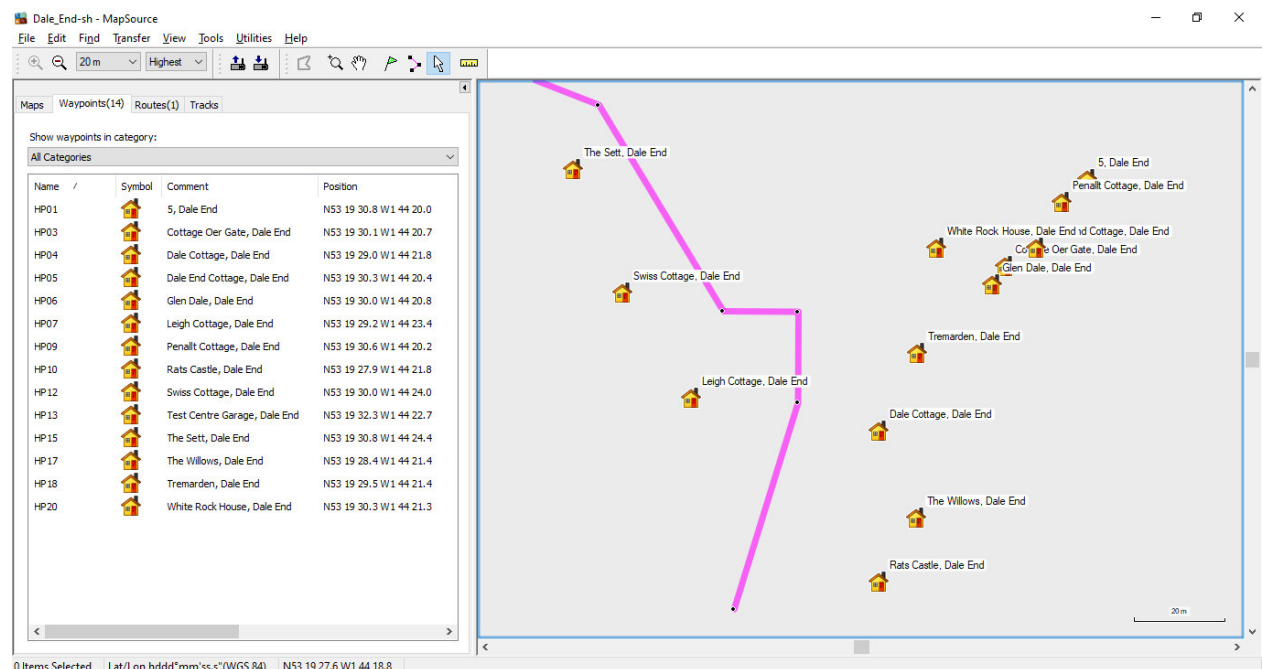 Dale_End-sh - MapSource
File Edit Find Transfer View Tools Utilities Help
20 m Highest
Maps Waypoints(14) Routes(1) Tracks
Show waypoints in category:
All Categories
Name / Symbol Comment Position
HP01 5, Dale End N53 19 30.8 W1 44 20.0
HP03 Cottage Oer Gate, Dale End N53 19 30.1 W1 44 20.7
HP04 Dale Cottage, Dale End N53 19 29.0 W1 44 21.8
HP05 Dale End Cottage, Dale End N53 19 30.3 W1 44 20.4
HP06 Glen Dale, Dale End N53 19 30.0 W1 44 20.8
HP07 Leigh Cottage, Dale End N53 19 29.2 W1 44 23.4
HP09 Penallt Cottage, Dale End N53 19 30.6 W1 44 20.2
HP10 Rats Castle, Dale End N53 19 27.9 W1 44 21.8
HP12 Swiss Cottage, Dale End N53 19 30.0 W1 44 24.0
HP13 Test Centre Garage, Dale End N53 19 32.3 W1 44 22.7
HP15 The Sett, Dale End N53 19 30.8 W1 44 24.4
HP17 The Willows, Dale End N53 19 28.4 W1 44 21.4
HP18 Tremarden, Dale End N53 19 29.5 W1 44 21.4
HP20 White Rock House, Dale End N53 19 30.3 W1 44 21.3
The Sett, Dale End
5, Dale End
Penallt Cottage, Dale End
White Rock House, Dale End nd Cottage, Dale End
Co e Oer Gate, Dale End
Glen Dale, Dale End
Swiss Cottage, Dale End
Tremarden, Dale End
Leigh Cottage, Dale End
Dale Cottage, Dale End
The Willows, Dale End
Rats Castle, Dale End
20 m
0 Items Selected Lat/Lon hddd°mm'ss.s"(WGS 84) N53 19 27.6 W1 44 18.8